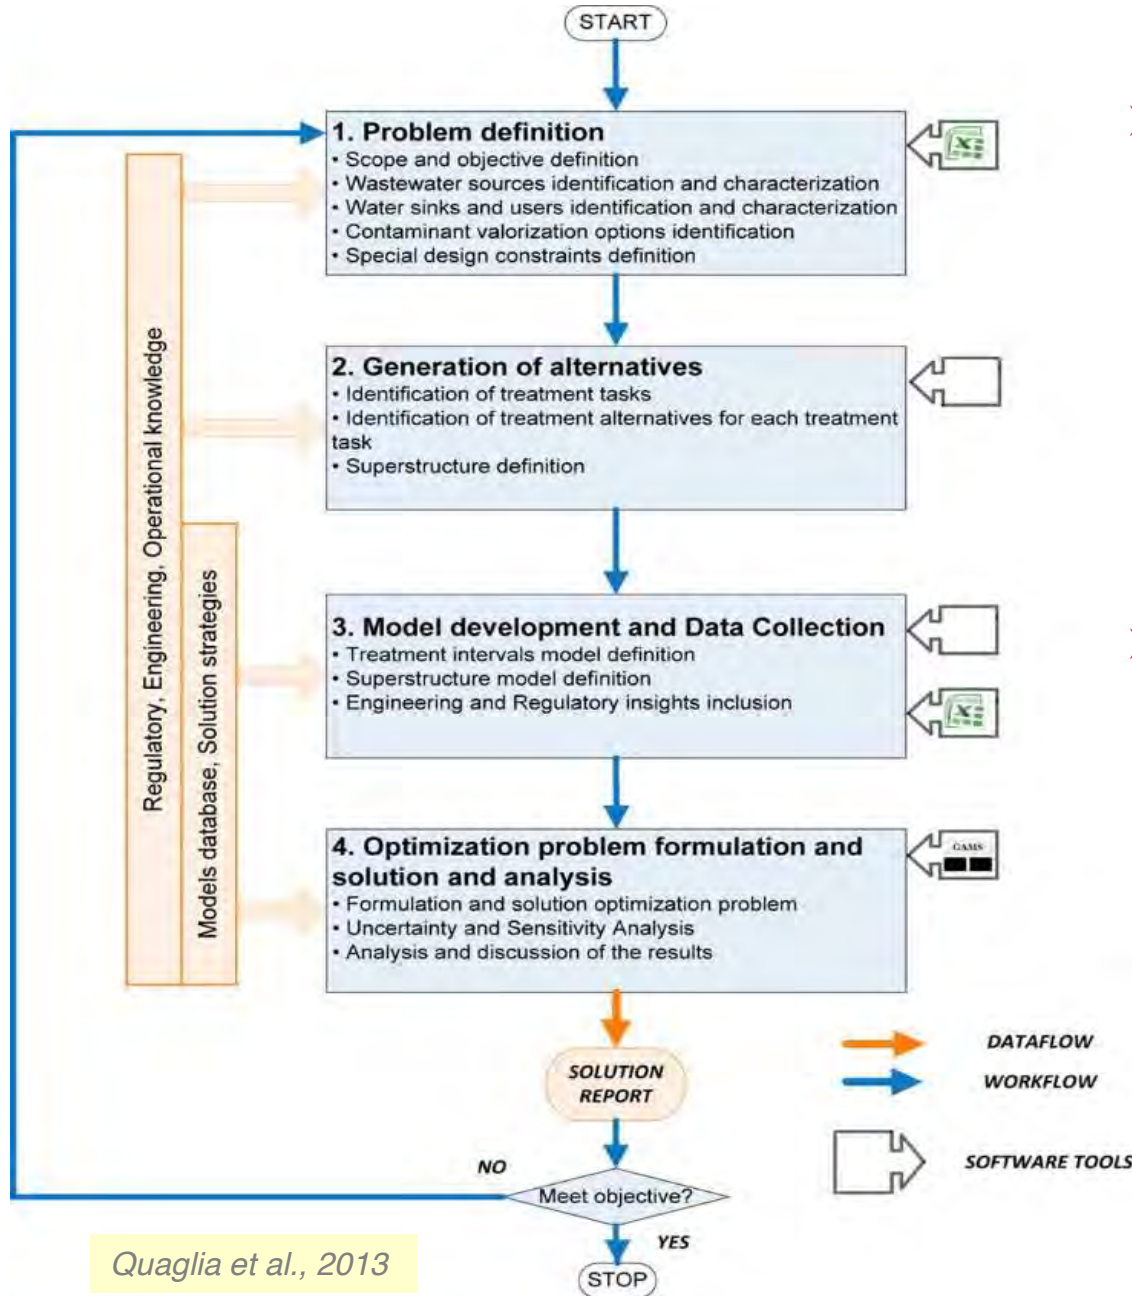 START
1. Problem definition
• Scope and objective definition
• Wastewater sources identification and characterization
• Water sinks and users identification and characterization
• Contaminant valorization options identification
• Special design constraints definition
2. Generation of alternatives
• Identification of treatment tasks
• Identification of treatment alternatives for each treatment
task
• Superstructure definition
Regulatory, Engineering, Operational knowledge
Models database, Solution strategies
3. Model development and Data Collection
• Treatment intervals model definition
• Superstructure model definition
• Engineering and Regulatory insights inclusion
4. Optimization problem formulation and
solution and analysis
• Formulation and solution optimization problem
• Uncertainty and Sensitivity Analysis
• Analysis and discussion of the results
GAMS
SOLUTION
REPORT
DATAFLOW
WORKFLOW
SOFTWARE TOOLS
NO
Meet objective?
YES
STOP
Quaglia et al., 2013